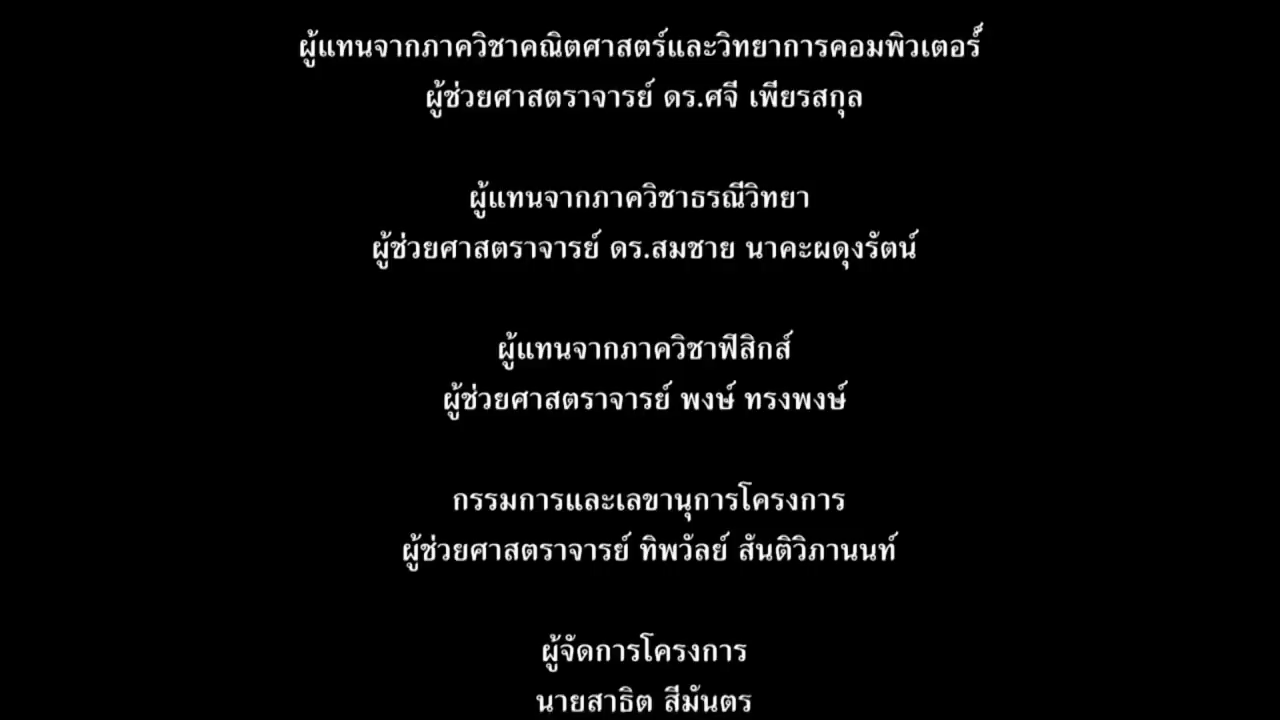 ผู้แทนจากภาควิชาคณิตศาสตร์และวิทยาการคอมพิวเตอร์
ผู้ช่วยศาสตราจารย์ ดร.ศจี เพียรสกุล
ผู้แทนจากภาควิชาธรณีวิทยา
ผู้ช่วยศาสตราจารย์ ดร.สมชาย นาคะผดุงรัตน์
ผู้แทนจากภาควิชาฟิสิกส์
ผู้ช่วยศาสตราจารย์ พงษ์ ทรงพงษ์
กรรมการและเลขานุการโครงการ
ผู้ช่วยศาสตราจารย์ ทิพวัลย์ สันติวิภานนท์
ผู้จัดการโครงการ
นายสาธิต สีมันตร